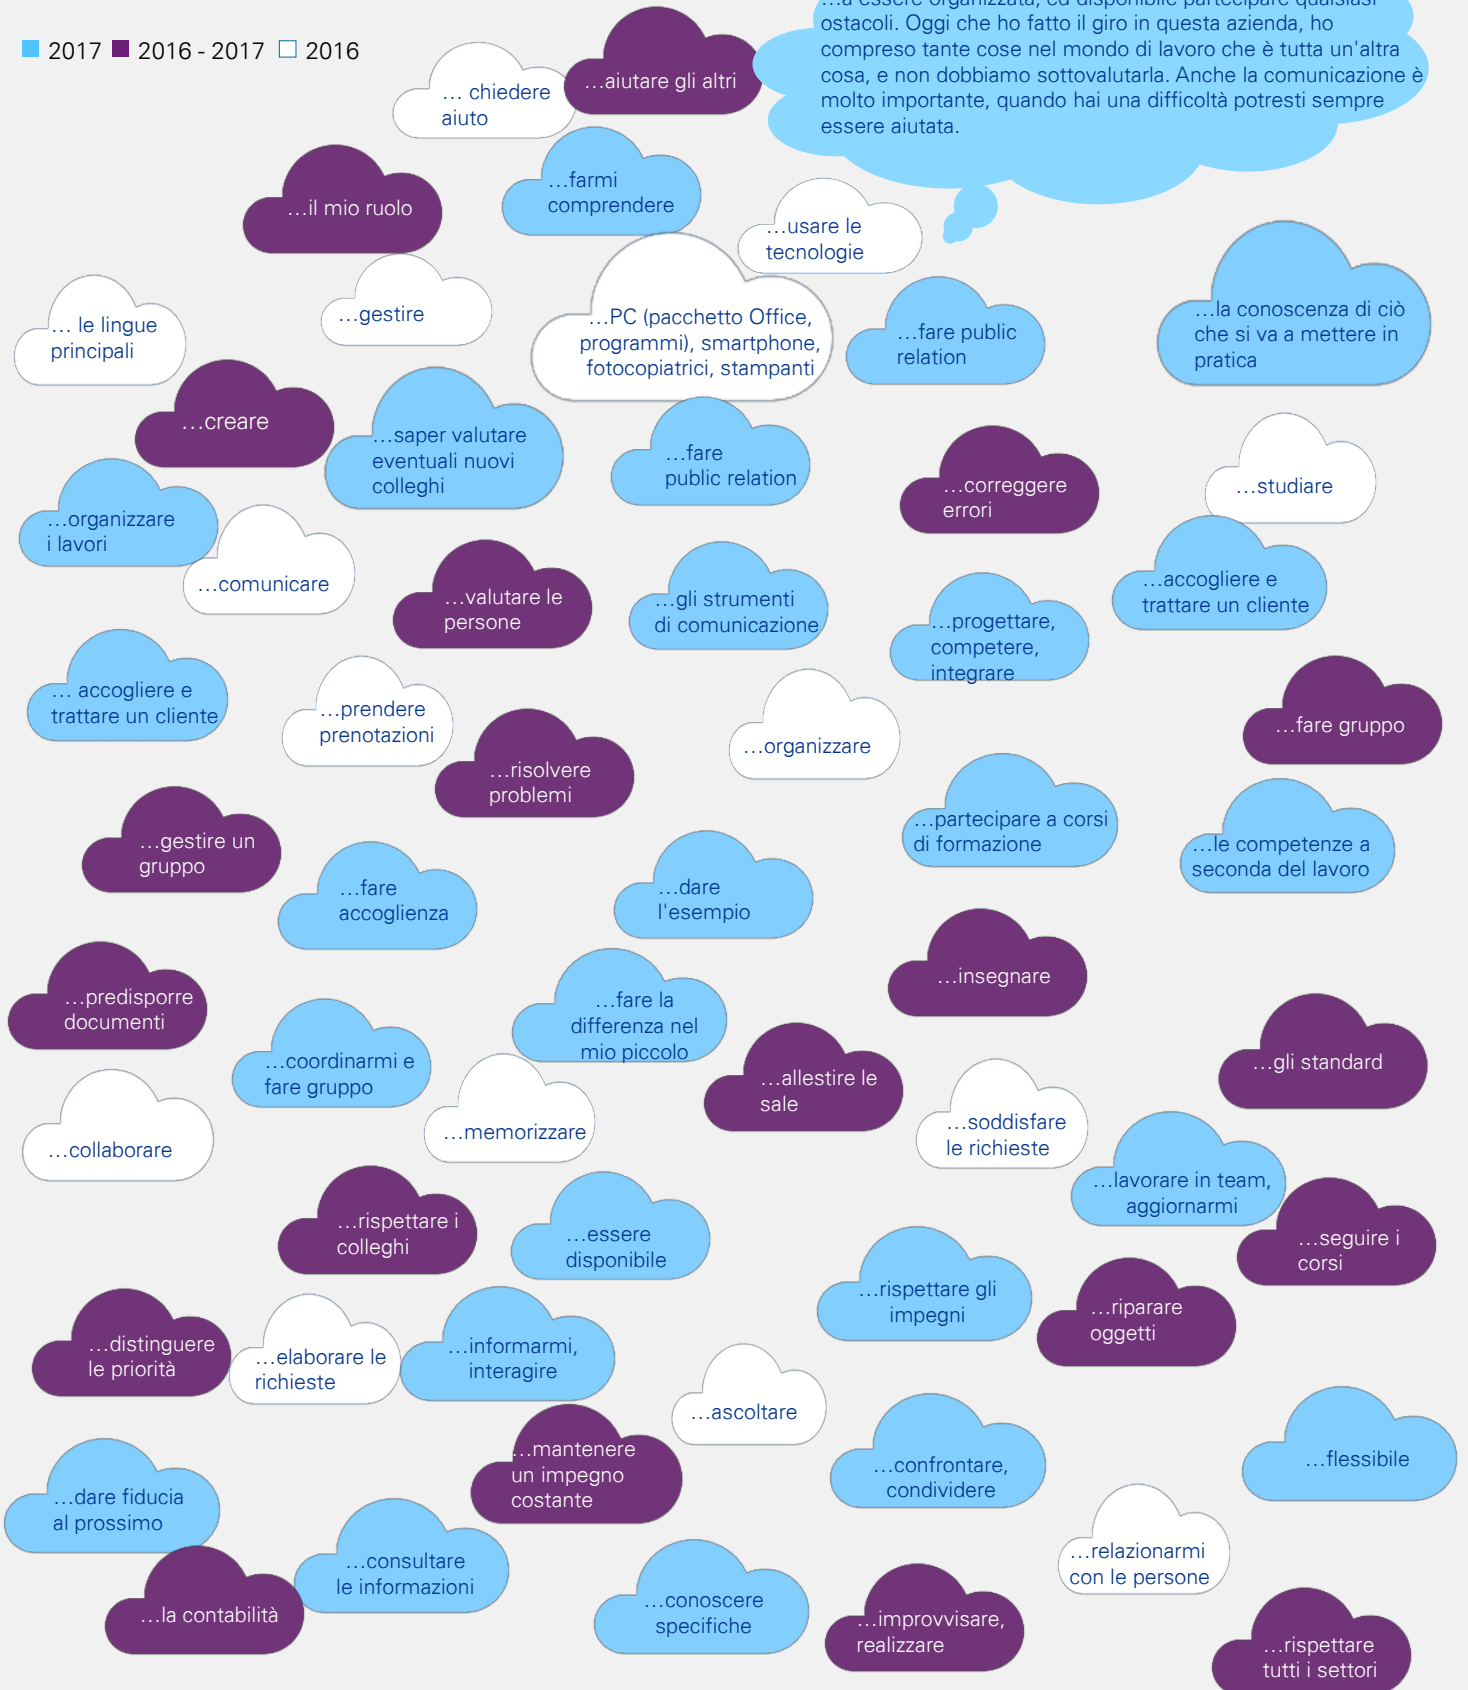 …a essere organizzata, ed disponibile partecipare qualsiasi
ostacoli. Oggi che ho fatto il giro in questa azienda, ho
compreso tante cose nel mondo di lavoro che è tutta un'altra
cosa, e non dobbiamo sottovalutarla. Anche la comunicazione è
molto importante, quando hai una difficoltà potresti sempre
essere aiutata.
2017 2016 - 2017 2016
… chiedere
aiuto
…aiutare gli altri
…il mio ruolo
…farmi
comprendere
…usare le
tecnologie
… le lingue
principali
…gestire
…PC (pacchetto Office,
programmi), smartphone,
fotocopiatrici, stampanti
…fare public
relation
…la conoscenza di ciò
che si va a mettere in
pratica
…creare
…saper valutare
eventuali nuovi
colleghi
…fare
public relation
…correggere
errori
…studiare
…organizzare
i lavori
…comunicare
…valutare le
persone
…gli strumenti
di comunicazione
…progettare,
competere,
integrare
…accogliere e
trattare un cliente
… accogliere e
trattare un cliente
…prendere
prenotazioni
…risolvere
problemi
…organizzare
…fare gruppo
…gestire un
gruppo
…fare
accoglienza
…dare
l'esempio
…partecipare a corsi
di formazione
…le competenze a
seconda del lavoro
…predisporre
documenti
…coordinarmi e
fare gruppo
…fare la
differenza nel
mio piccolo
…insegnare
…allestire le
sale
…gli standard
…collaborare
…memorizzare
…soddisfare
le richieste
…lavorare in team,
aggiornarmi
…rispettare i
colleghi
…essere
disponibile
…seguire i
corsi
…rispettare gli
impegni
…riparare
oggetti
…distinguere
le priorità
…elaborare le
richieste
…informarmi,
interagire
…ascoltare
…mantenere
un impegno
costante
…confrontare,
condividere
…flessibile
…dare fiducia
al prossimo
…consultare
le informazioni
…relazionarmi
con le persone
…la contabilità
…conoscere
specifiche
…improvvisare,
realizzare
…rispettare
tutti i settori